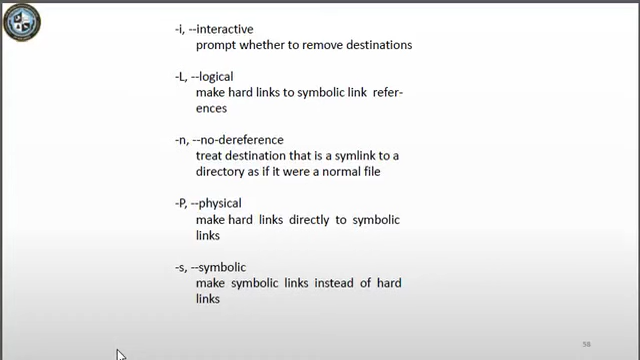 -i, --interactive
prompt whether to remove destinations
-L, --logical
make hard links to symbolic link refer-
ences
-n, --no-dereference
treat destination that is a symlink to a
directory as if it were a normal file
-P, --physical
make hard links directly to symbolic
links
-s, --symbolic
make symbolic links instead of hard
links
58